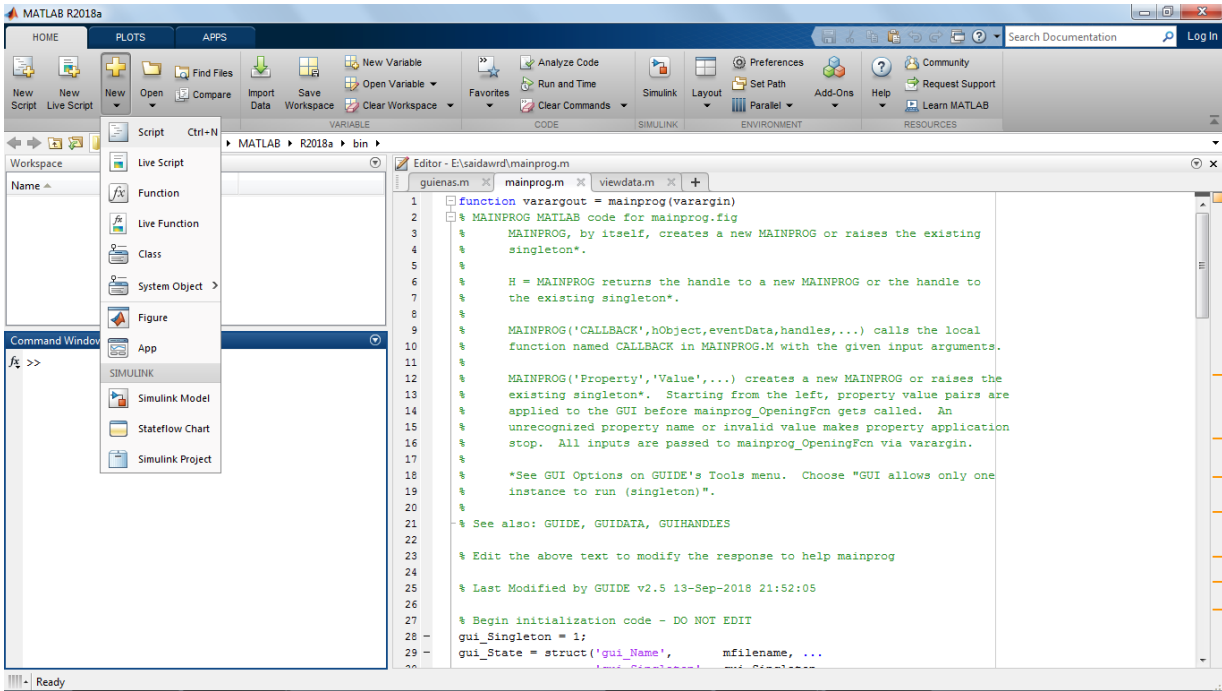 MATLAB R2018a
HOME PLOTS APPS
Search Documentation Log In
New Script
New Live Script
New
Open
Find Files
Compare
Import Data
Save Workspace
New Variable
Open Variable
Clear Workspace
Favorites
Analyze Code
Run and Time
Clear Commands
Simulink
Layout
Preferences
Set Path
Parallel
Add-Ons
Help
Community
Request Support
Learn MATLAB
VARIABLE CODE SIMULINK ENVIRONMENT RESOURCES
MATLAB R2018a bin
Script Ctrl+N
Live Script
Function
Live Function
Class
System Object
Figure
App
SIMULINK
Simulink Model
Stateflow Chart
Simulink Project
Workspace
Name
Command Window
fx >>
Editor - E:\saidawrd\mainprog.m
guienas.m mainprog.m viewdata.m +
1 function varargout = mainprog(varargin)
2 % MAINPROG MATLAB code for mainprog.fig
3 % MAINPROG, by itself, creates a new MAINPROG or raises the existing
4 % singleton*.
5 %
6 % H = MAINPROG returns the handle to a new MAINPROG or the handle to
7 % the existing singleton*.
8 %
9 % MAINPROG('CALLBACK',hObject,eventData,handles,...) calls the local
10 % function named CALLBACK in MAINPROG.M with the given input arguments.
11 %
12 % MAINPROG('Property','Value',...) creates a new MAINPROG or raises the
13 % existing singleton*. Starting from the left, property value pairs are
14 % applied to the GUI before mainprog_OpeningFcn gets called. An
15 % unrecognized property name or invalid value makes property application
16 % stop. All inputs are passed to mainprog_OpeningFcn via varargin.
17 %
18 % *See GUI Options on GUIDE's Tools menu. Choose "GUI allows only one
19 % instance to run (singleton)".
20 %
21 % See also: GUIDE, GUIDATA, GUIHANDLES
22
23 % Edit the above text to modify the response to help mainprog
24
25 % Last Modified by GUIDE v2.5 13-Sep-2018 21:52:05
26
27 % Begin initialization code - DO NOT EDIT
28 - gui_Singleton = 1;
29 - gui_State = struct('gui_Name', mfilename, ...
Ready